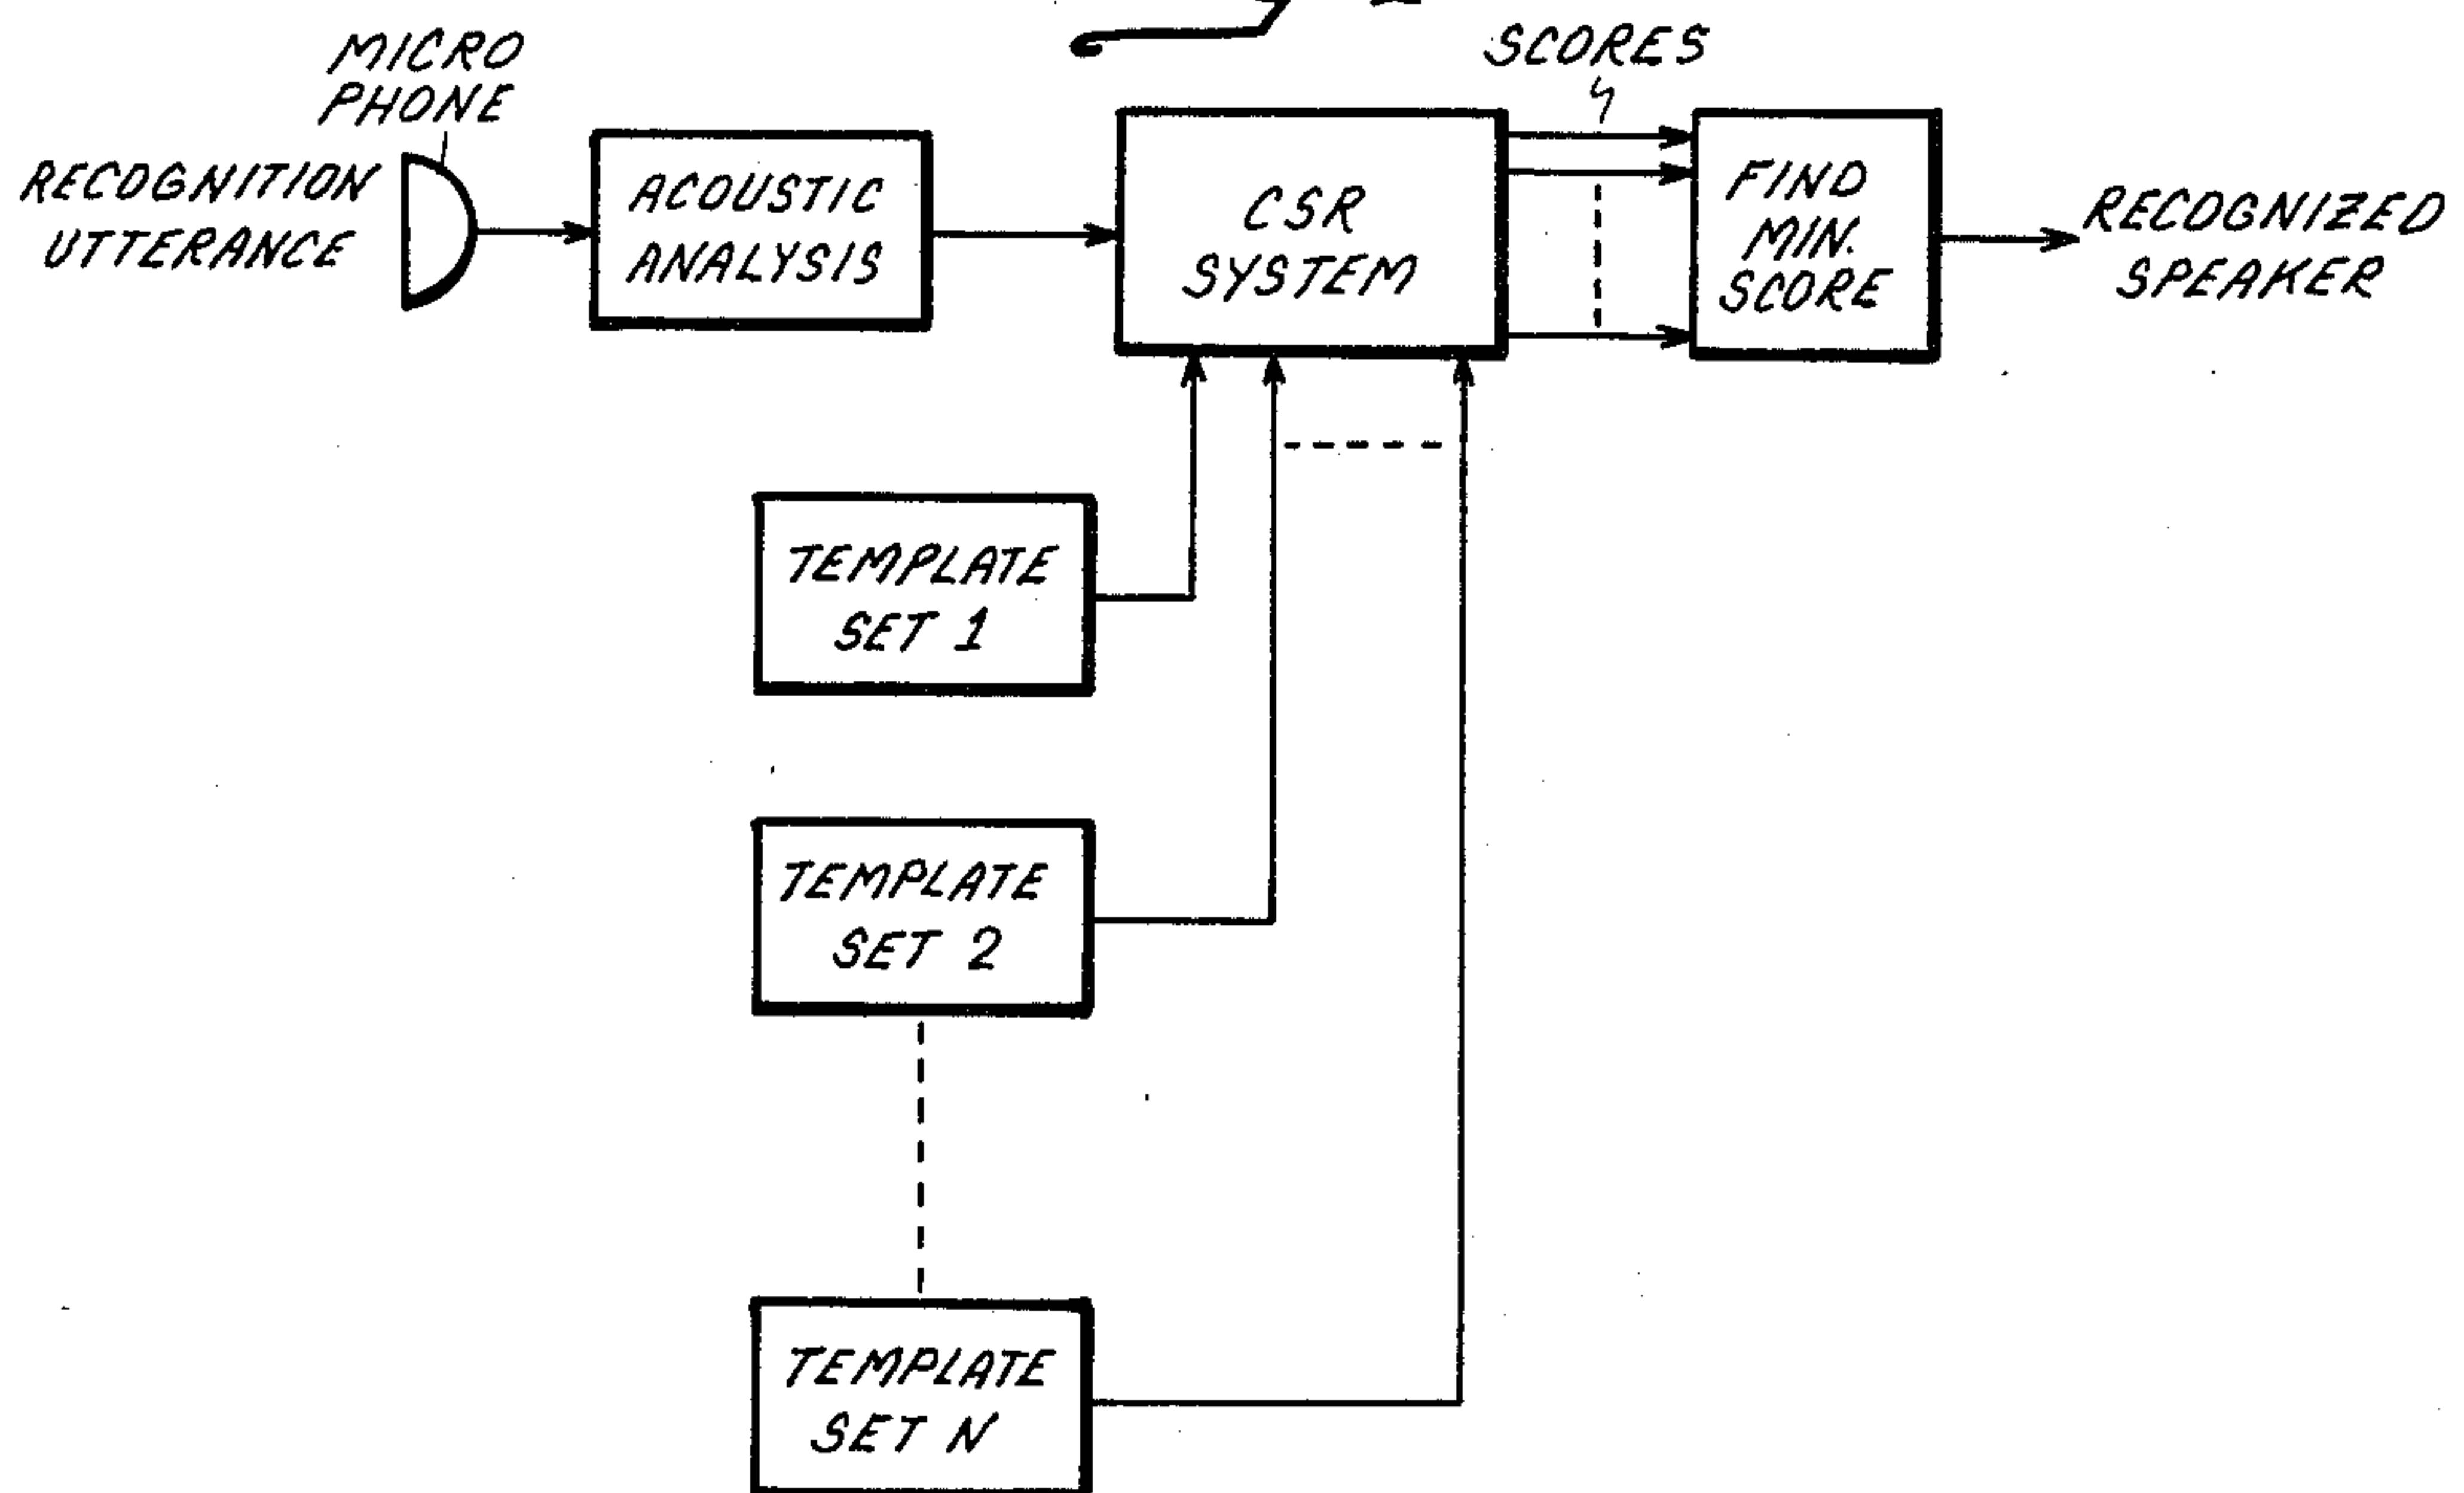 MICRO
PHONE
SCORES
RECOGNITION
UTTERANCE
ACOUSTIC
ANALYSIS
CSR
SYSTEM
FIND
MIN.
SCORE
RECOGNIZED
SPEAKER
TEMPLATE
SET 1
TEMPLATE
SET 2
TEMPLATE
SET N